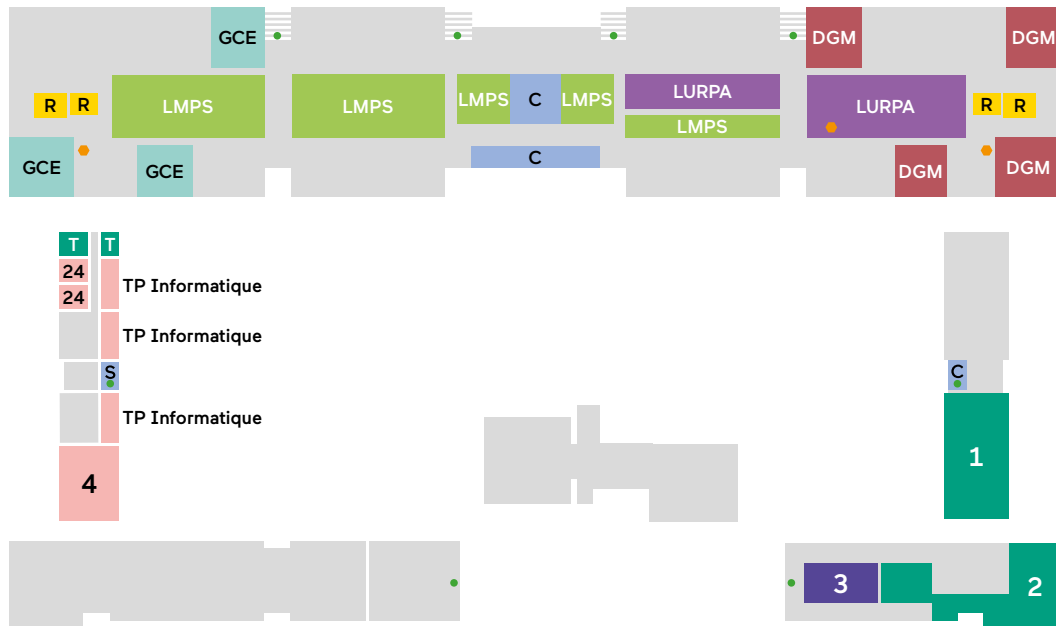 GCE
DGM
DGM
R
R
LMPS
LMPS
LMPS
C
LMPS
LURPA
LMPS
LURPA
R
R
C
GCE
GCE
DGM
DGM
T
T
24
24
TP Informatique
TP Informatique
S
C
TP Informatique
4
1
3
2